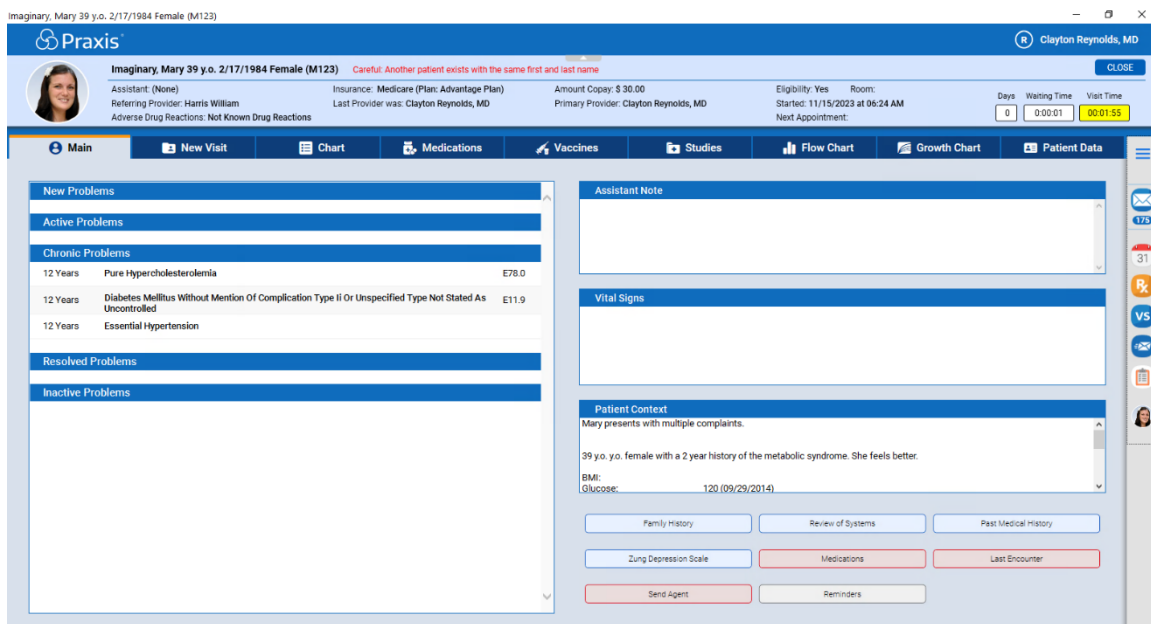 Imaginary, Mary 39 y.o. 2/17/1984 Female (M123)
Praxis
R Clayton Reynolds, MD
Imaginary, Mary 39 y.o. 2/17/1984 Female (M123) Careful: Another patient exists with the same first and last name
CLOSE
Assistant: (None) Insurance: Medicare (Plan: Advantage Plan) Amount Copay: $ 30.00 Eligibility: Yes Room:
Referring Provider: Harris William Last Provider was: Clayton Reynolds, MD Primary Provider: Clayton Reynolds, MD Started: 11/15/2023 at 06:24 AM
Adverse Drug Reactions: Not Known Drug Reactions Next Appointment:
Days Waiting Time Visit Time
0 0:00:01 00:01:55
Main New Visit Chart Medications Vaccines Studies Flow Chart Growth Chart Patient Data
New Problems
Active Problems
Chronic Problems
12 Years Pure Hypercholesterolemia E78.0
12 Years Diabetes Mellitus Without Mention Of Complication Type Ii Or Unspecified Type Not Stated As E11.9
Uncontrolled
12 Years Essential Hypertension
Resolved Problems
Inactive Problems
Assistant Note
Vital Signs
Patient Context
Mary presents with multiple complaints.
39 y.o. y.o. female with a 2 year history of the metabolic syndrome. She feels better.
BMI:
Glucose: 120 (09/29/2014)
Family History Review of Systems Past Medical History
Zung Depression Scale Medications Last Encounter
Send Agent Reminders
175
31
Rx
VS